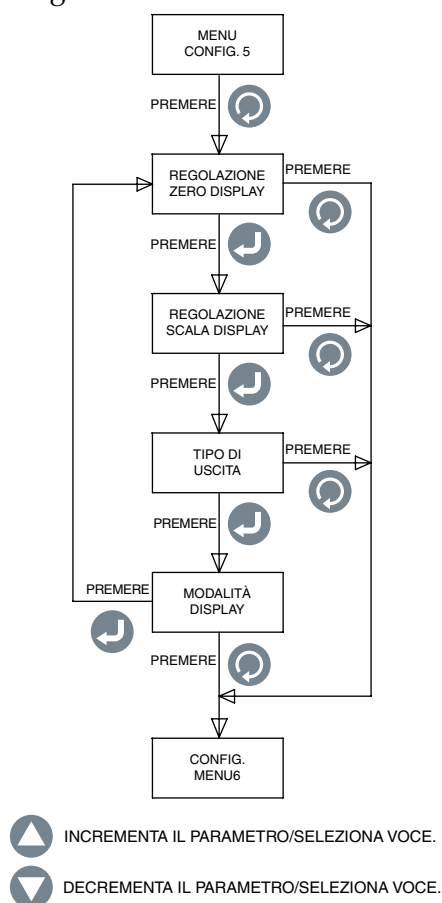 MENU
CONFIG. 5
PREMERE
REGOLAZIONE
ZERO DISPLAY
PREMERE
PREMERE
REGOLAZIONE
SCALA DISPLAY
PREMERE
PREMERE
TIPO DI
USCITA
PREMERE
PREMERE
MODALITÀ
DISPLAY
PREMERE
PREMERE
CONFIG.
MENU6
INCREMENTA IL PARAMETRO/SELEZIONA VOCE.
DECREMENTA IL PARAMETRO/SELEZIONA VOCE.